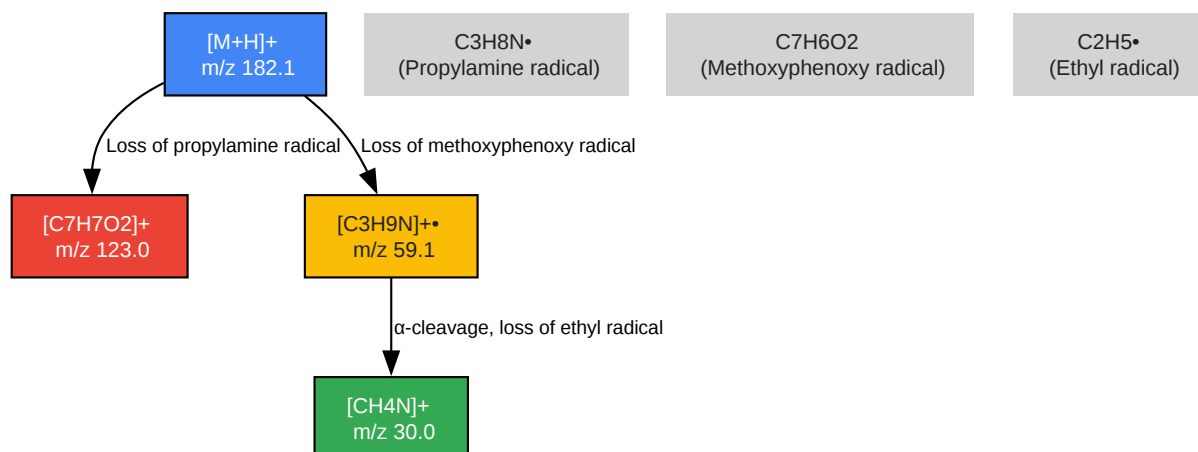 [M+H]+
m/z 182.1
C3H8N•
(Propylamine radical)
C7H6O2
(Methoxyphenoxy radical)
C2H5•
(Ethyl radical)
Loss of propylamine radical
Loss of methoxyphenoxy radical
[C7H7O2]+
m/z 123.0
[C3H9N]+•
m/z 59.1
α-cleavage, loss of ethyl radical
[CH4N]+
m/z 30.0